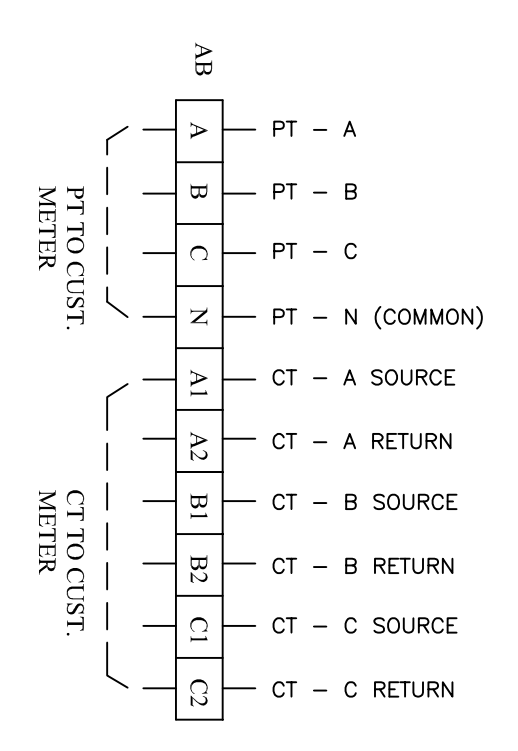 AB
A PT – A
B PT – B
C PT – C
N PT – N (COMMON)
A1 CT – A SOURCE
A2 CT – A RETURN
B1 CT – B SOURCE
B2 CT – B RETURN
C1 CT – C SOURCE
C2 CT – C RETURN
PT TO CUST.
METER
CT TO CUST.
METER